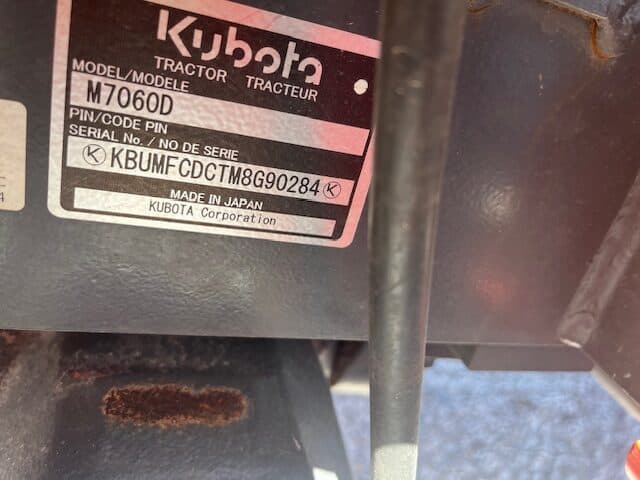 Kubota
TRACTOR TRACTEUR
MODEL/MODELE
M7060D
PIN/CODE PIN
SERIAL No. / NO DE SERIE
KBUMFCDCTM8G90284
MADE IN JAPAN
KUBOTA Corporation
4